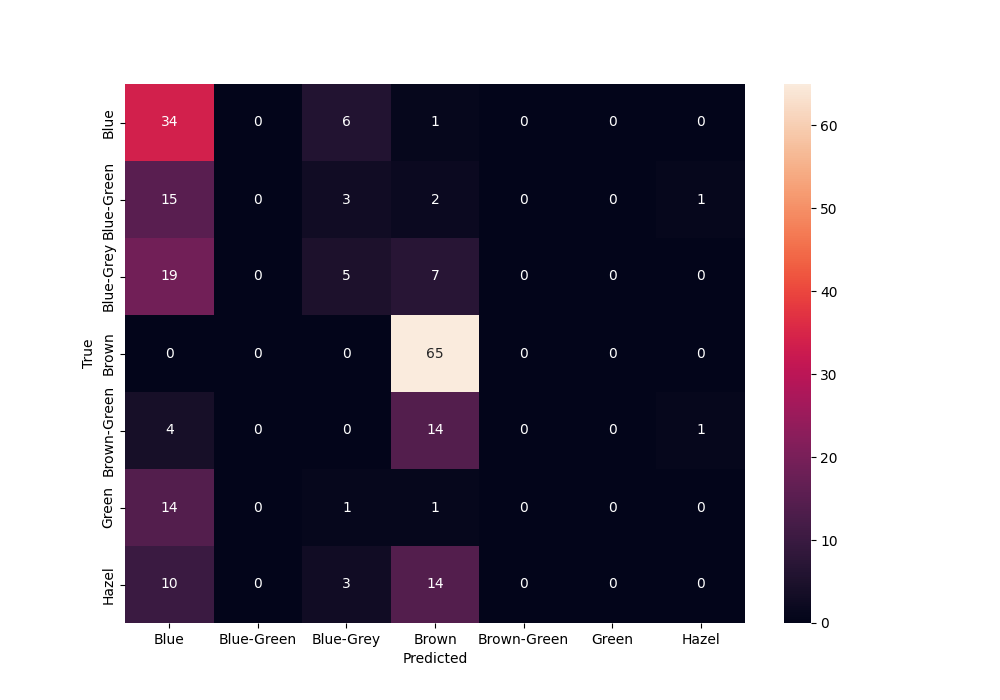 True
Blue 34 0 6 1 0 0 0
Blue-Green 15 0 3 2 0 0 1
Blue-Grey 19 0 5 7 0 0 0
Brown 0 0 0 65 0 0 0
Brown-Green 4 0 0 14 0 0 1
Green 14 0 1 1 0 0 0
Hazel 10 0 3 14 0 0 0
Blue Blue-Green Blue-Grey Brown Brown-Green Green Hazel
Predicted
60
50
40
30
20
10
0